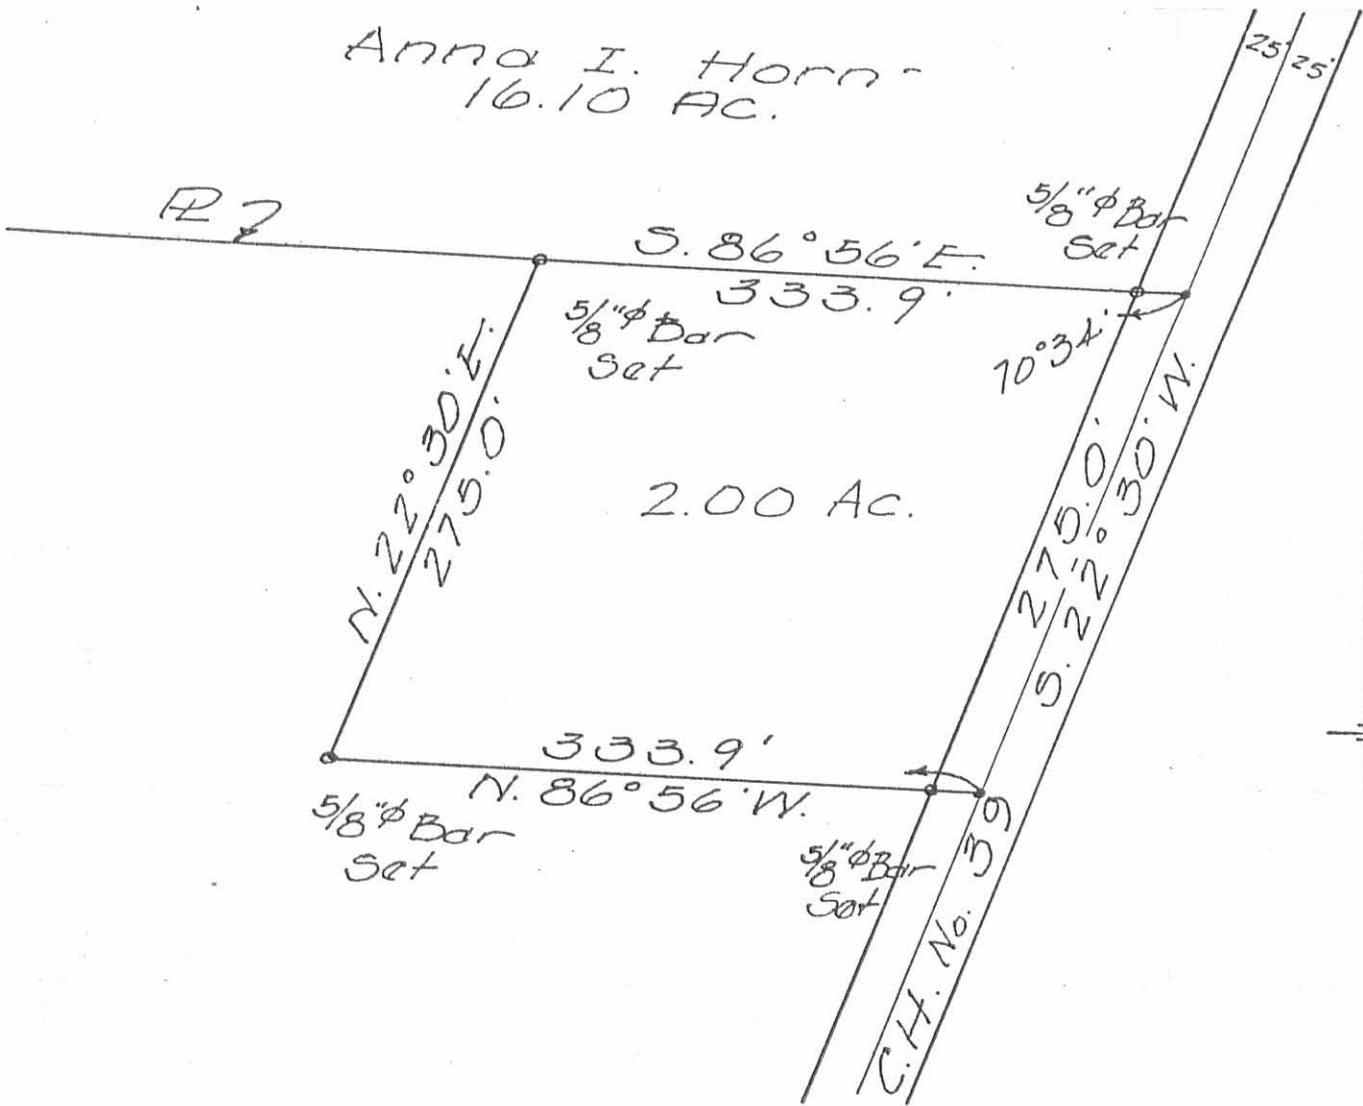 Anna I. Horn
16.10 Ac.
25' 25'
PL
S. 86°56' E.
333.9'
5/8"ϕ Bar
Set
5/8"ϕ Bar
Set
70°34'
N. 22°30' E.
275.0'
2.00 Ac.
275.0'
S. 22°30' W.
333.9'
N. 86°56' W.
5/8"ϕ Bar
Set
5/8"ϕ Bar
Set
C.H. No. 39